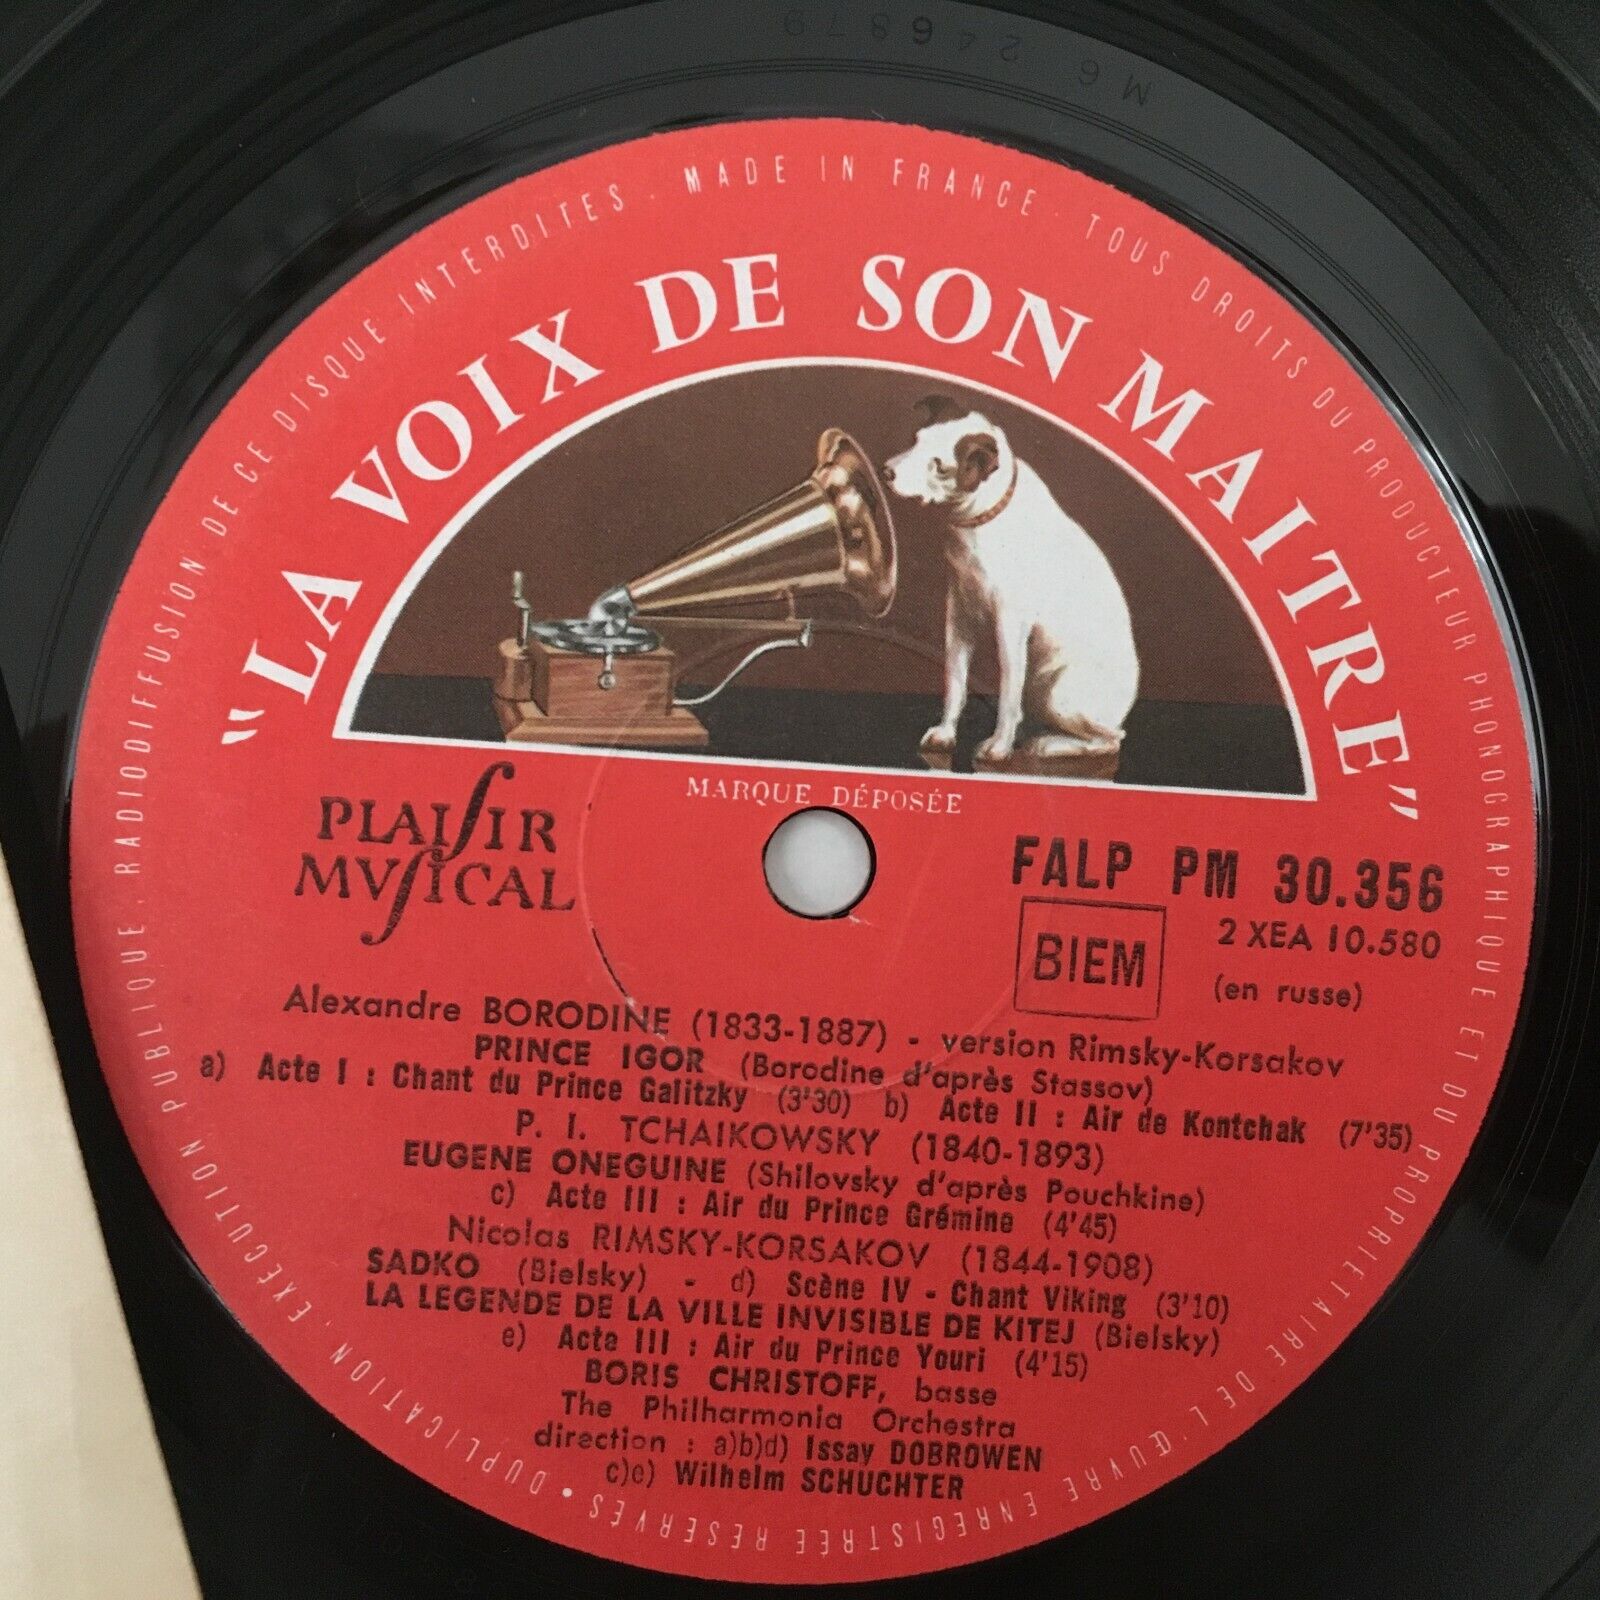 M6 246879
DUPLICATION, EXECUTION PUBLIQUE, RADIODIFFUSION DE CE DISQUE INTERDITES. MADE IN FRANCE. TOUS DROITS DU PRODUCTEUR PHONOGRAPHIQUE ET DU PROPRIETAIRE DE L'ŒUVRE ENREGISTRÉE RÉSERVÉS •
"LA VOIX DE SON MAITRE"
MARQUE DÉPOSÉE
PLAISIR
MVSICAL
FALP PM 30.356
BIEM
2 XEA 10.580
(en russe)
Alexandre BORODINE (1833-1887) - version Rimsky-Korsakov
PRINCE IGOR (Borodine d'après Stassov)
a) Acte I : Chant du Prince Galitzky (3'30) b) Acte II : Air de Kontchak (7'35)
P. I. TCHAIKOWSKY (1840-1893)
EUGENE ONEGUINE (Shilovsky d'après Pouchkine)
c) Acte III : Air du Prince Grémine (4'45)
Nicolas RIMSKY-KORSAKOV (1844-1908)
SADKO (Bielsky) - d) Scène IV - Chant Viking (3'10)
LA LEGENDE DE LA VILLE INVISIBLE DE KITEJ (Bielsky)
e) Acte III : Air du Prince Youri (4'15)
BORIS CHRISTOFF, basse
The Philharmonia Orchestra
direction : a)b)d) Issay DOBROWEN
c)e) Wilhelm SCHUCHTER